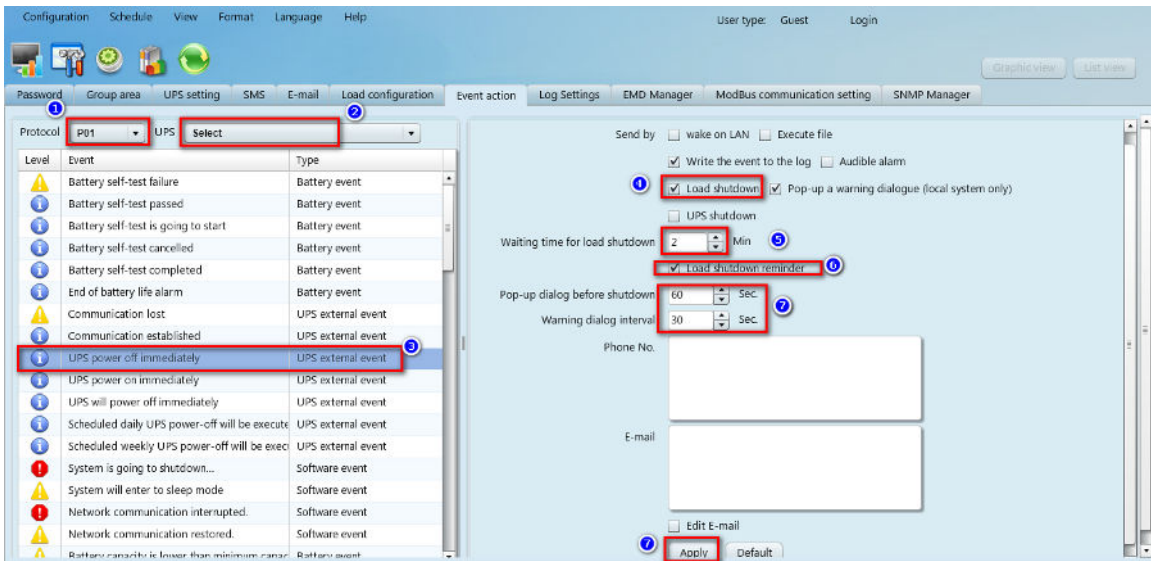 Configuration Schedule View Format Language Help User type: Guest Login
Graphic view List view
Password Group area UPS setting SMS E-mail Load configuration Event action Log Settings EMD Manager ModBus communication setting SNMP Manager
1 2
Protocol P01 UPS Select
Level Event Type
Battery self-test failure Battery event
Battery self-test passed Battery event
Battery self-test is going to start Battery event
Battery self-test cancelled Battery event
Battery self-test completed Battery event
End of battery life alarm Battery event
Communication lost UPS external event
Communication established UPS external event
UPS power off immediately UPS external event 3
UPS power on immediately UPS external event
UPS will power off immediately UPS external event
Scheduled daily UPS power-off will be execute UPS external event
Scheduled weekly UPS power-off will be exec UPS external event
System is going to shutdown... Software event
System will enter to sleep mode Software event
Network communication interrupted. Software event
Network communication restored. Software event
Battery capacity is lower than minimum capac Battery event
Send by wake on LAN Execute file
Write the event to the log Audible alarm
4 Load shutdown Pop-up a warning dialogue (local system only)
UPS shutdown
Waiting time for load shutdown 2 Min 5
Load shutdown reminder 6
Pop-up dialog before shutdown 60 Sec.
7
Warning dialog interval 30 Sec.
Phone No.
E-mail
Edit E-mail
7 Apply Default